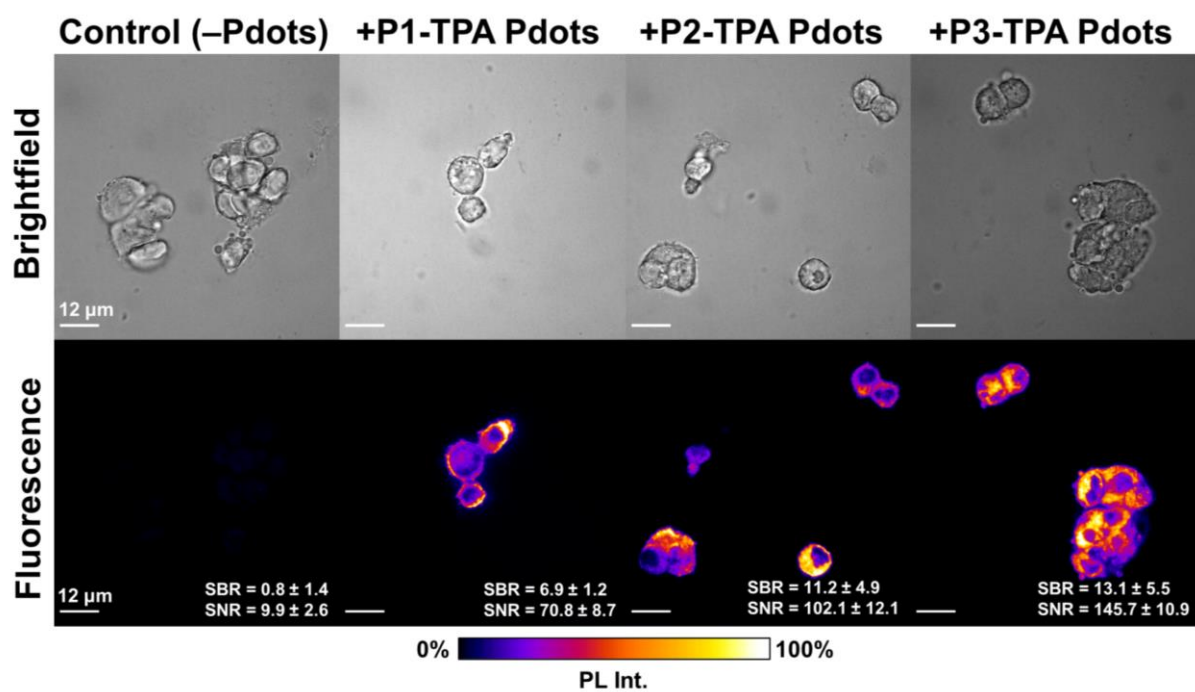 Control (–Pdots)
+P1-TPA Pdots
+P2-TPA Pdots
+P3-TPA Pdots
Brightfield
12 µm
Fluorescence
12 µm
SBR = 0.8 ± 1.4
SNR = 9.9 ± 2.6
SBR = 6.9 ± 1.2
SNR = 70.8 ± 8.7
SBR = 11.2 ± 4.9
SNR = 102.1 ± 12.1
SBR = 13.1 ± 5.5
SNR = 145.7 ± 10.9
0%
100%
PL Int.